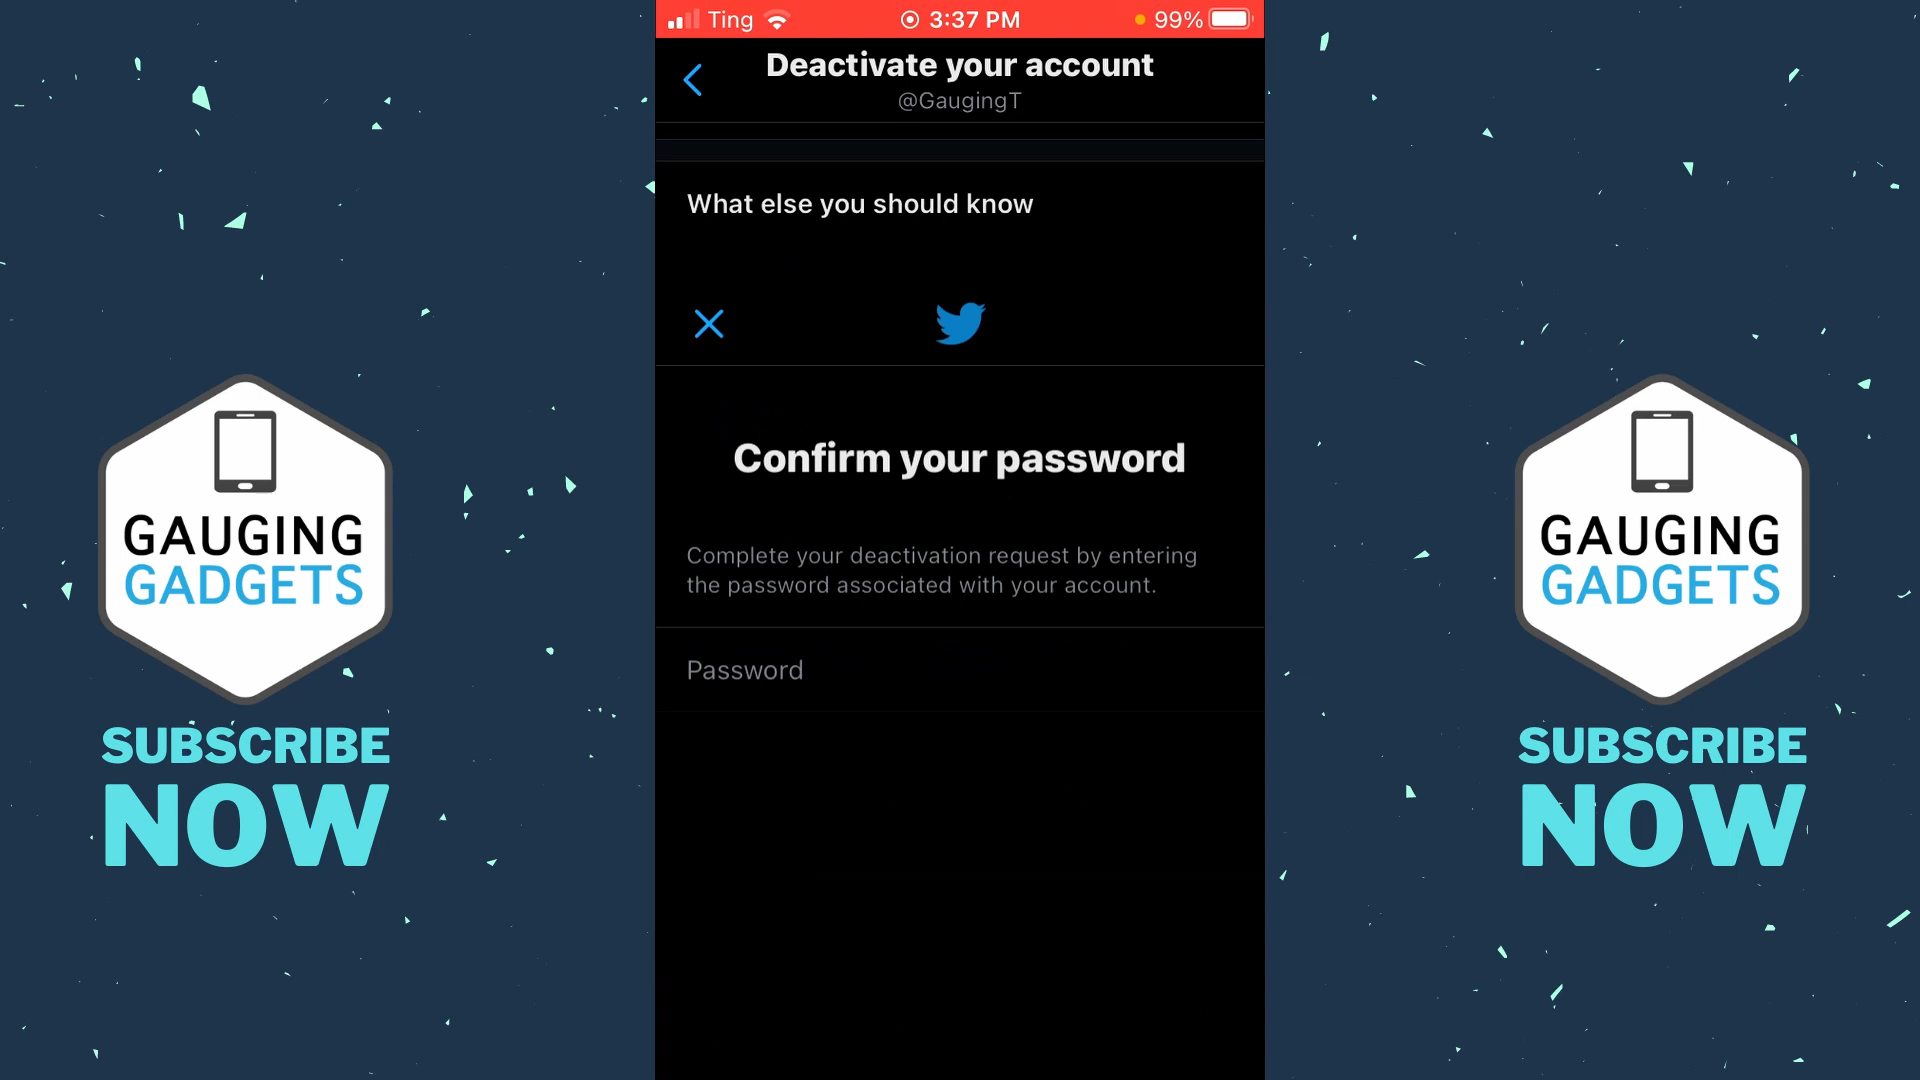 Ting
3:37 PM
99%
Deactivate your account
@GaugingT
What else you should know
Confirm your password
Complete your deactivation request by entering
the password associated with your account.
Password
GAUGING
GADGETS
SUBSCRIBE
NOW
GAUGING
GADGETS
SUBSCRIBE
NOW